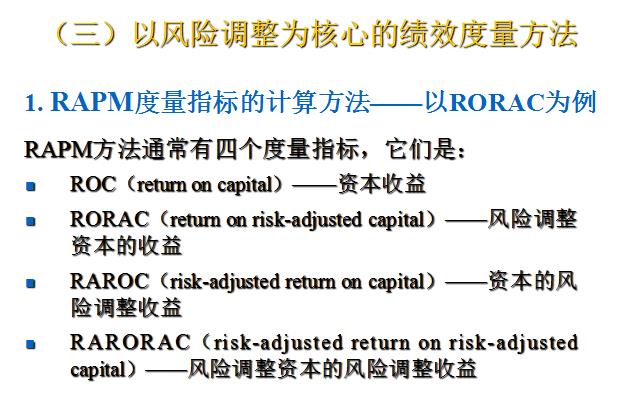 （三）以风险调整为核心的绩效度量方法
1. RAPM度量指标的计算方法——以RORAC为例
RAPM方法通常有四个度量指标，它们是：
ROC（return on capital）——资本收益
RORAC（return on risk-adjusted capital）——风险调整
资本的收益
RAROC（risk-adjusted return on capital）——资本的风
险调整收益
RARORAC（risk-adjusted return on risk-adjusted
capital）——风险调整资本的风险调整收益